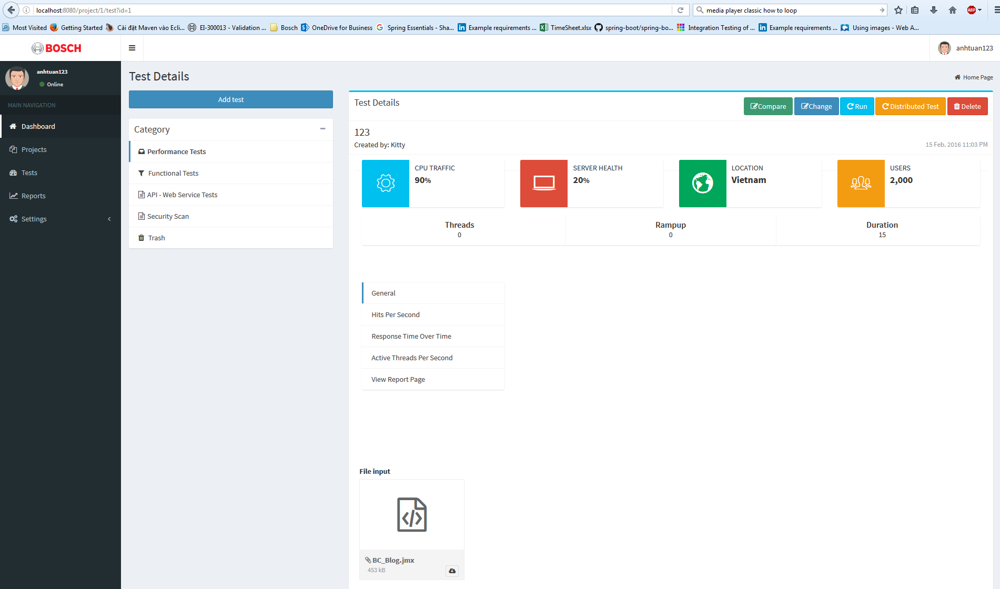 localhost:8080/project/1/test?id=1
media player classic how to loop
ABP
Most Visited Getting Started Cài đặt Maven vào Ecli... EI-300013 - Validation ... Bosch OneDrive for Business Spring Essentials - Sha... Example requirements ... TimeSheet.xlsx spring-boot/spring-bo... Integration Testing of ... Example requirements ... Using images - Web A...
BOSCH
anhtuan123
anhtuan123
Online
MAIN NAVIGATION
Dashboard
Projects
Tests
Reports
Settings
Test Details
Home Page
Add test
Category
Performance Tests
Functional Tests
API - Web Service Tests
Security Scan
Trash
Test Details
Compare Change Run Distributed Test Delete
123
Created by: Kitty
15 Feb. 2016 11:03 PM
CPU TRAFFIC
90%
SERVER HEALTH
20%
LOCATION
Vietnam
USERS
2,000
Threads
0
Rampup
0
Duration
15
General
Hits Per Second
Response Time Over Time
Active Threads Per Second
View Report Page
File input
BC_Blog.jmx
453 kB